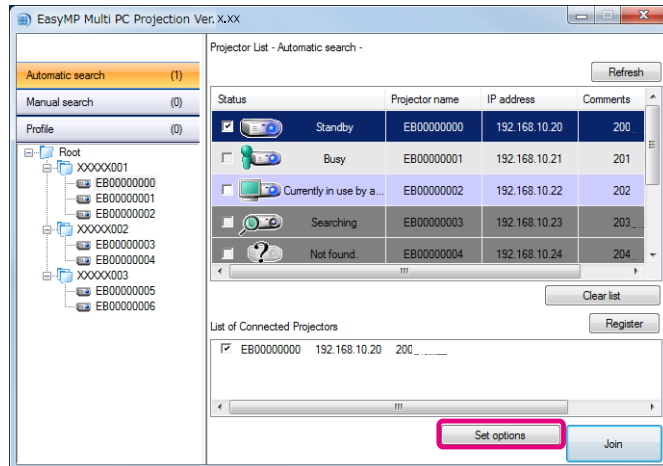 EasyMP Multi PC Projection Ver. X.XX
Projector List - Automatic search -
Automatic search (1)
Refresh
Manual search (0)
Profile (0)
Status Projector name IP address Comments
Standby EB00000000 192.168.10.20 200
Busy EB00000001 192.168.10.21 201
Currently in use by a... EB00000002 192.168.10.22 202
Searching EB00000003 192.168.10.23 203
Not found. EB00000004 192.168.10.24 204
Root
XXXXX001
EB00000000
EB00000001
EB00000002
XXXXX002
EB00000003
EB00000004
XXXXX003
EB00000005
EB00000006
Clear list
List of Connected Projectors
Register
EB00000000 192.168.10.20 200
Set options
Join